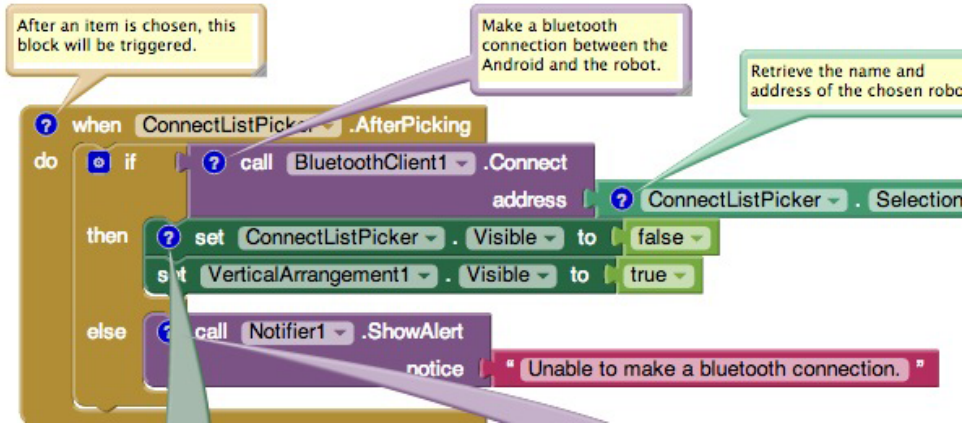 After an item is chosen, this
block will be triggered.
Make a bluetooth
connection between the
Android and the robot.
Retrieve the name and
address of the chosen robo
? when ConnectListPicker .AfterPicking
do if ? call BluetoothClient1 .Connect
address ? ConnectListPicker . Selection
then ? set ConnectListPicker . Visible to false
set VerticalArrangement1 . Visible to true
else ? call Notifier1 .ShowAlert
notice " Unable to make a bluetooth connection. "